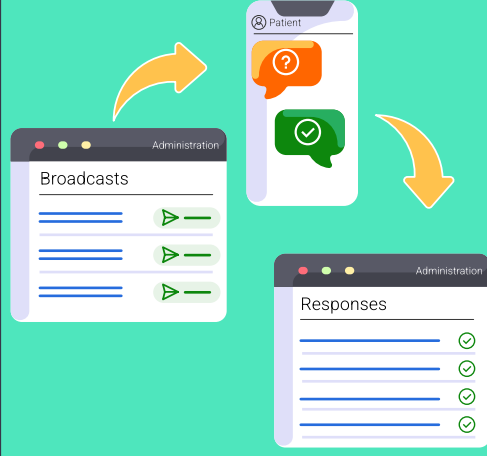 Patient
?
Administration
Broadcasts
Administration
Responses